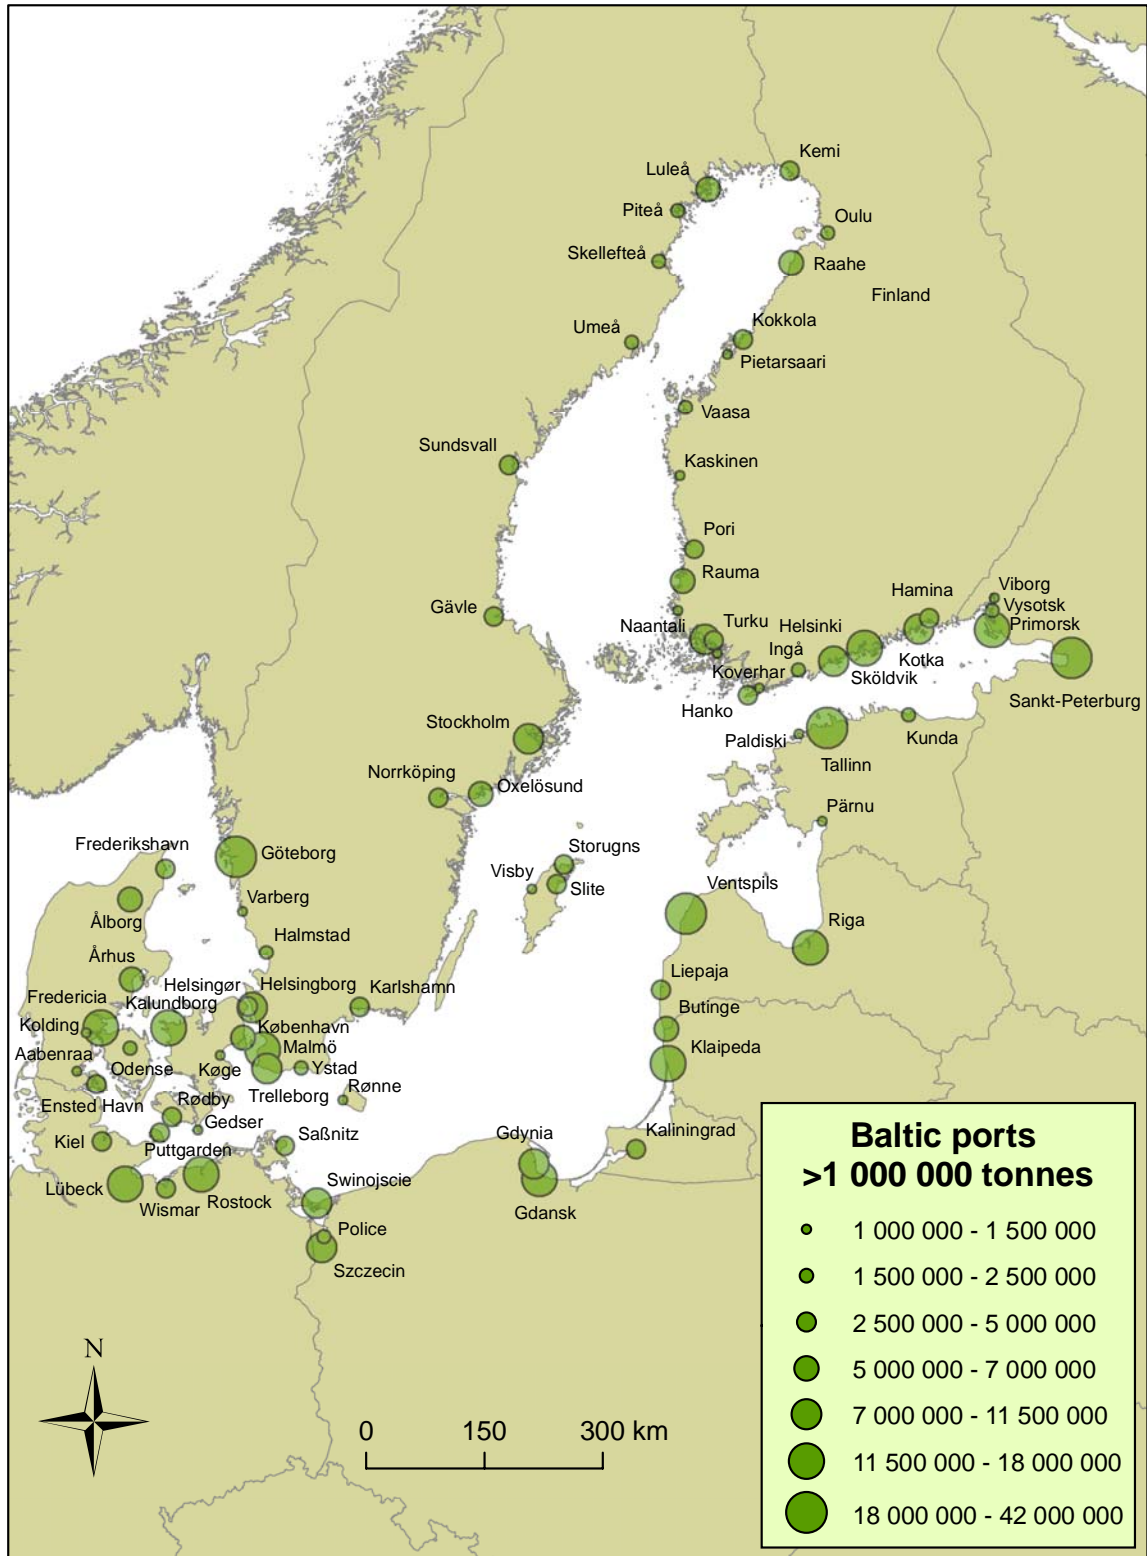 Kemi
Luleå
Piteå
Oulu
Skellefteå
Raahe
Finland
Umeå
Kokkola
Pietarsaari
Vaasa
Sundsvall
Kaskinen
Pori
Rauma
Hamina
Viborg
Vysotsk
Gävle
Naantali
Turku
Helsinki
Primorsk
Ingå
Kotka
Koverhar
Sköldvik
Sankt-Peterburg
Hanko
Stockholm
Paldiski
Kunda
Tallinn
Norrköping
Oxelösund
Pärnu
Frederikshavn
Göteborg
Storugns
Visby
Slite
Ventspils
Varberg
Ålborg
Riga
Halmstad
Århus
Liepaja
Helsingør
Helsingborg
Karlshamn
Fredericia
Kalundborg
Butinge
Kolding
København
Malmö
Klaipeda
Aabenraa
Odense
Køge
Ystad
Trelleborg
Rønne
Ensted Havn
Rødby
Gedser
Kiel
Puttgarden
Saßnitz
Gdynia
Kaliningrad
Lübeck
Wismar
Rostock
Swinojscie
Gdansk
Police
Szczecin
Baltic ports
>1 000 000 tonnes
1 000 000 - 1 500 000
1 500 000 - 2 500 000
2 500 000 - 5 000 000
5 000 000 - 7 000 000
7 000 000 - 11 500 000
11 500 000 - 18 000 000
18 000 000 - 42 000 000
N
0 150 300 km